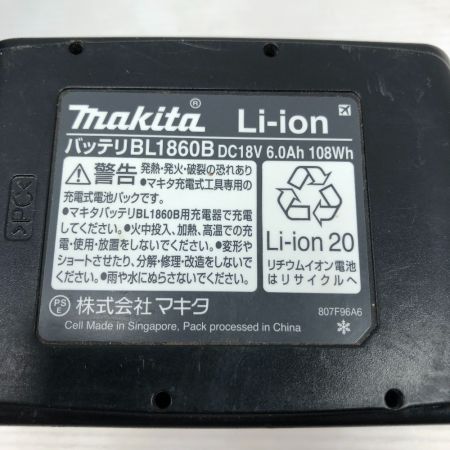 makita® Li-ion
バッテリBL1860B DC18V 6.0Ah 108Wh
警告 発熱・発火・破裂の恐れあり
●マキタ充電式工具専用の
充電式電池パックです。
●マキタバッテリBL1860B用充電器で充電
してください。●火中投入、加熱、高温での充
電・使用・放置をしないでください。●変形や
ショートさせたり、分解・修理・改造をしないで
ください。●雨や水にぬらさないでください。
Li-ion 20
リチウムイオン電池
はリサイクルへ
PS
E
株式会社マキタ
Cell Made in Singapore, Pack processed in China
807F96A6
>PC<